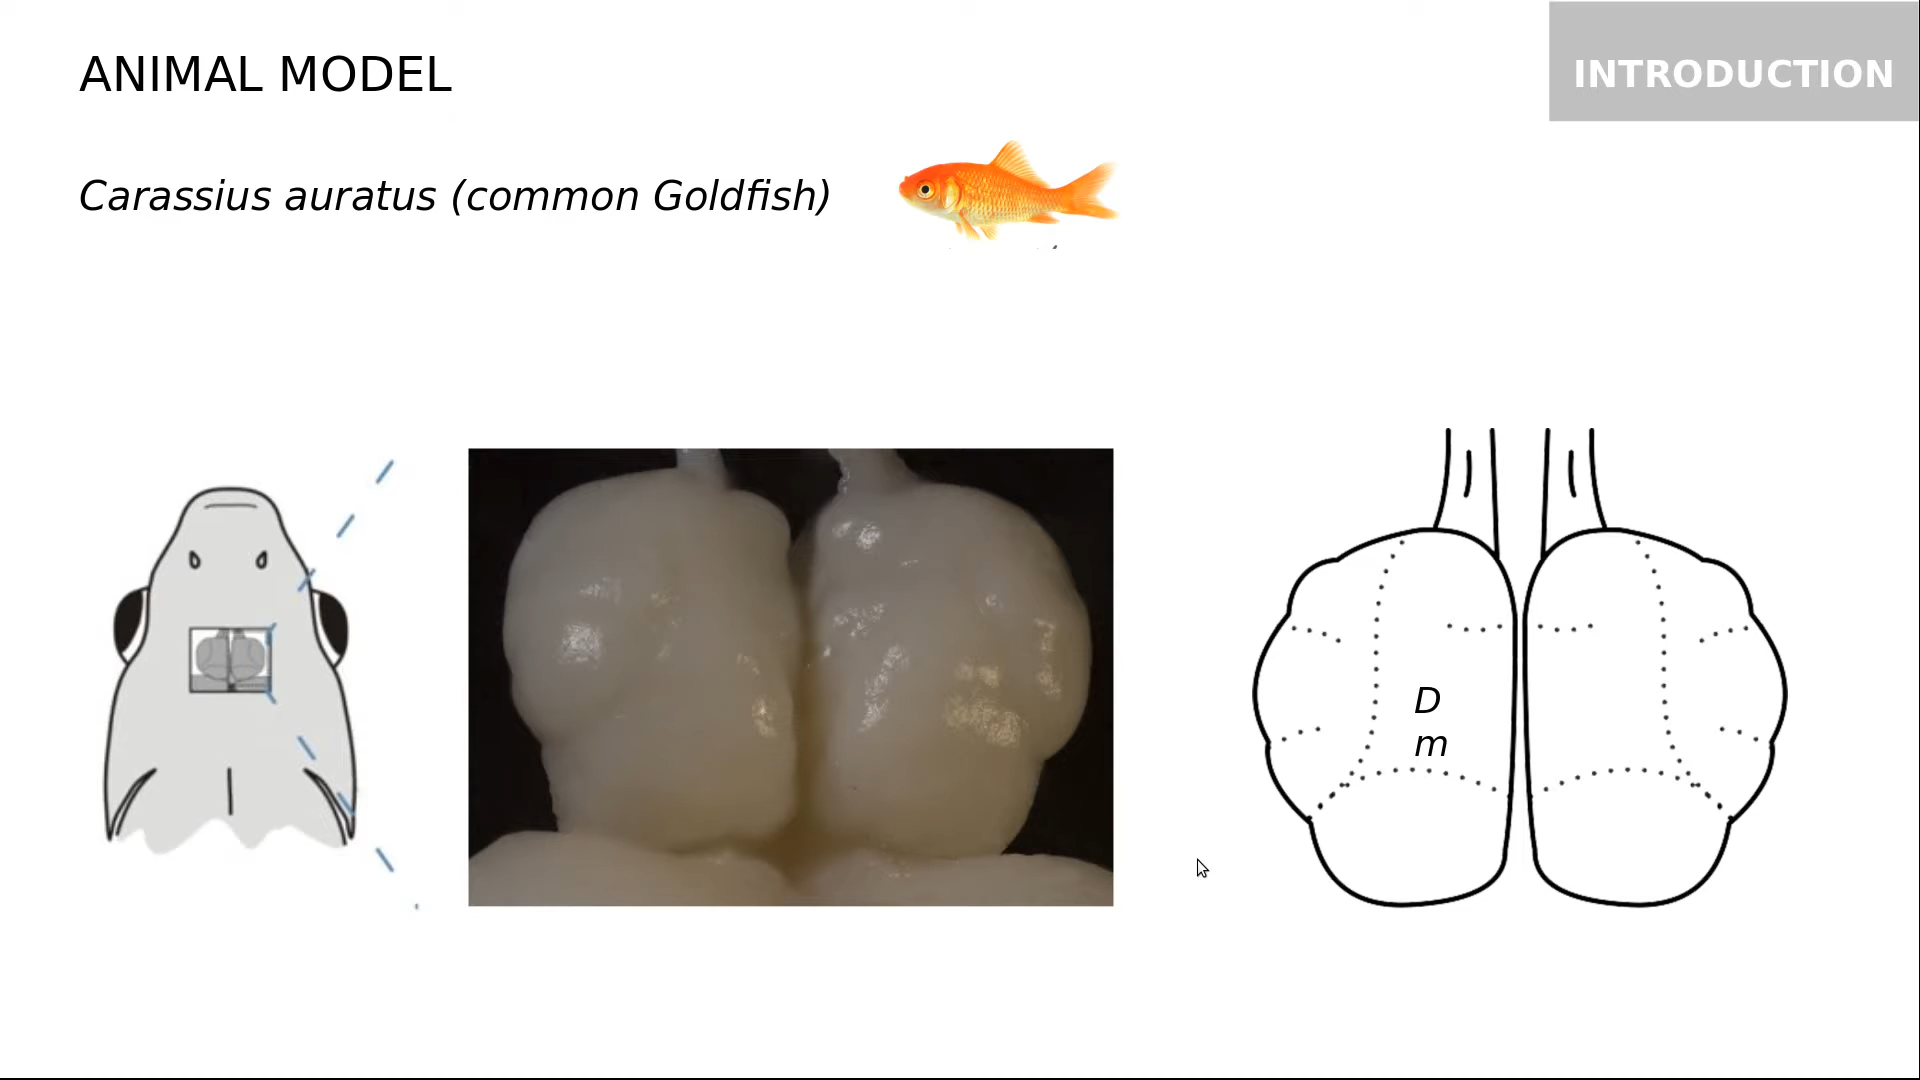 ANIMAL MODEL
INTRODUCTION
Carassius auratus (common Goldfish)
D
m